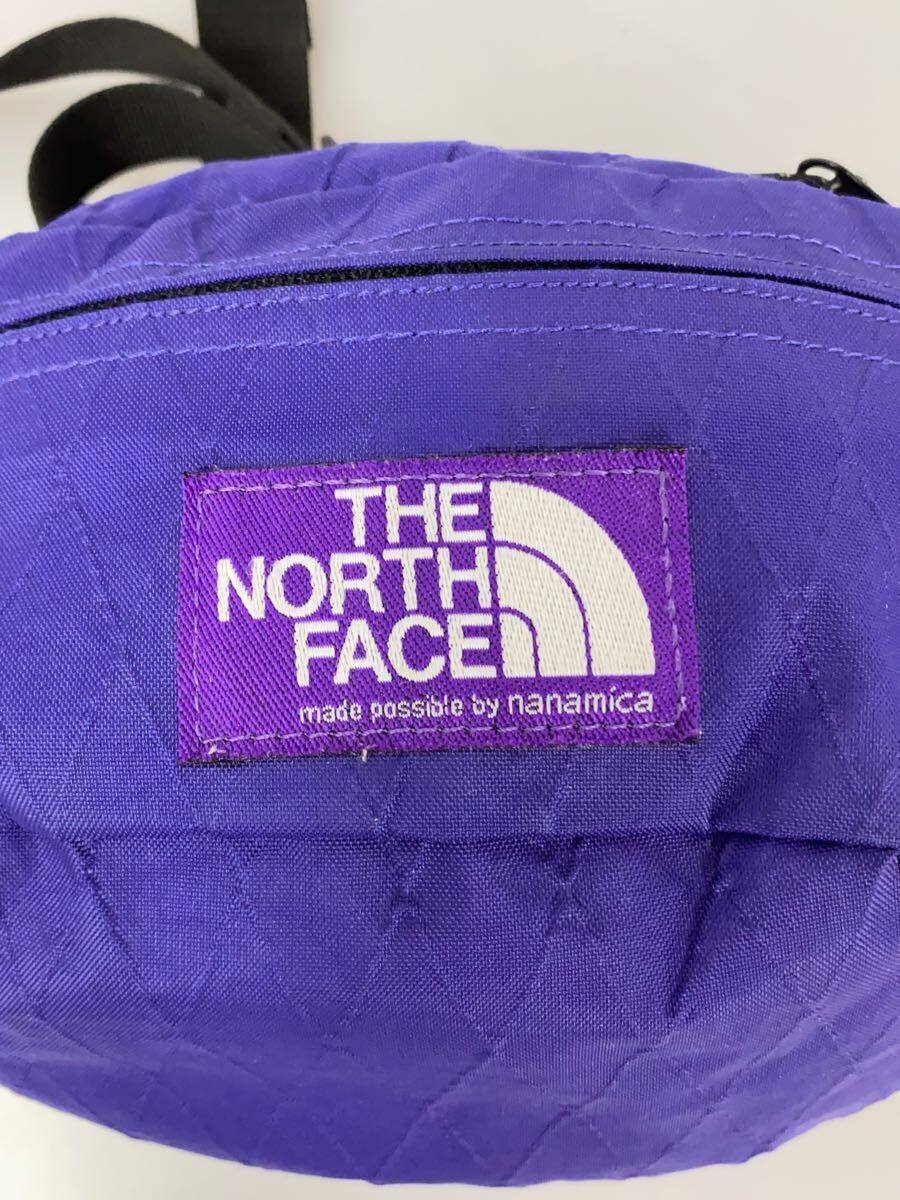 THE
NORTH
FACE
made possible by nanamica